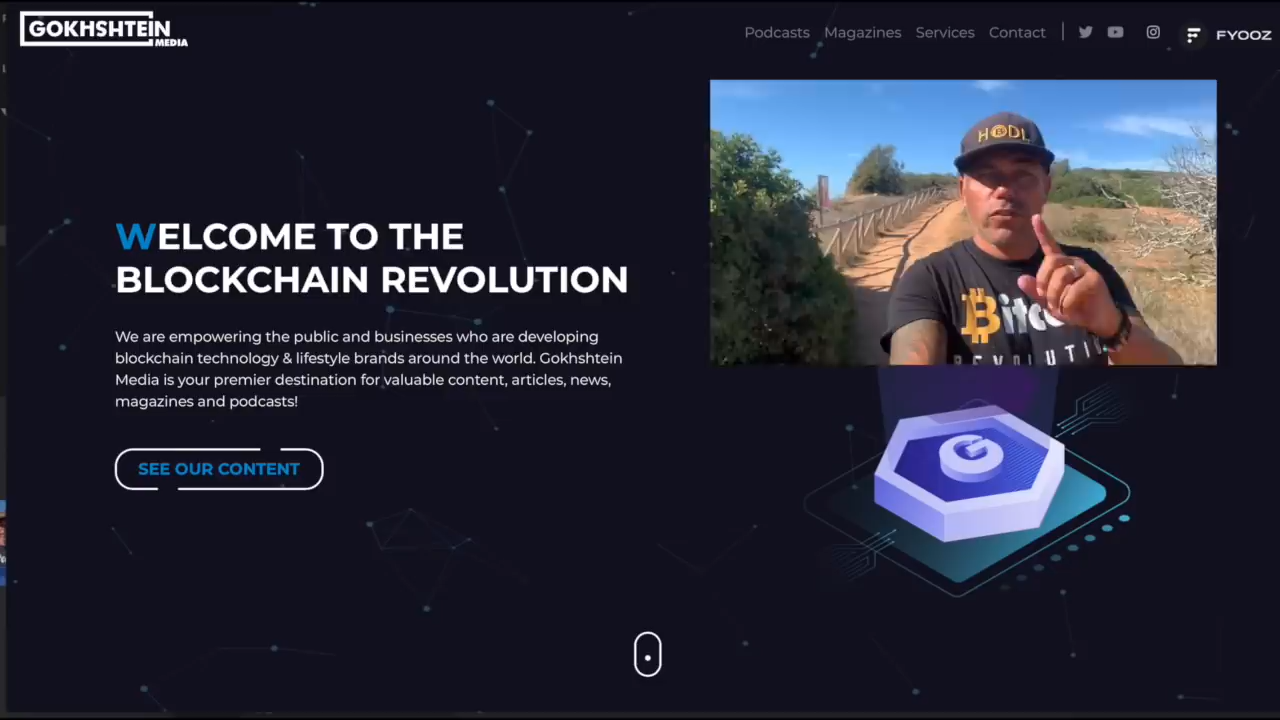 GOKHSHTEIN
MEDIA
Podcasts Magazines Services Contact
FYOOZ
HODL
Bitco
REVOLUTI
WELCOME TO THE
BLOCKCHAIN REVOLUTION
We are empowering the public and businesses who are developing
blockchain technology & lifestyle brands around the world. Gokhshtein
Media is your premier destination for valuable content, articles, news,
magazines and podcasts!
SEE OUR CONTENT
G